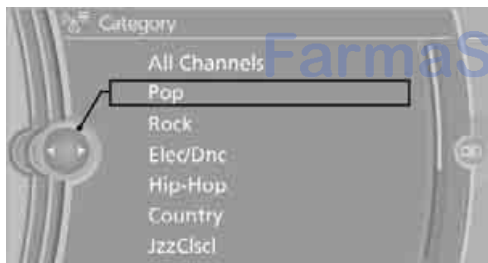 Category
All Channels
FarmaS
Pop
Rock
Elec/Dnc
Hip-Hop
Country
JzzClscl